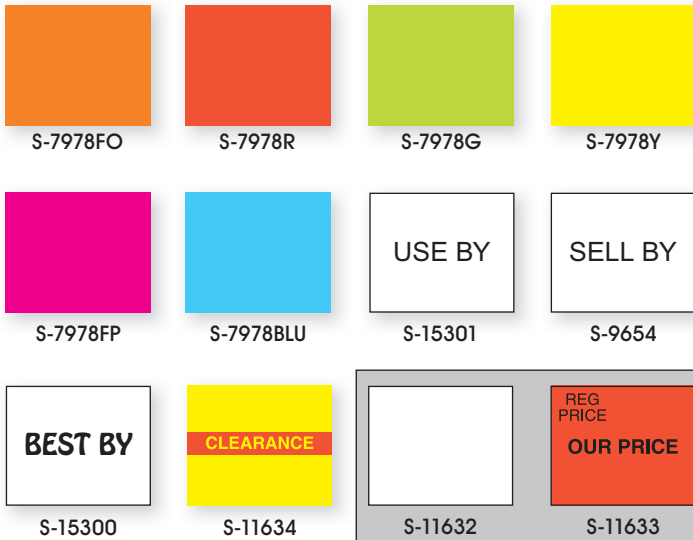 S-7978FO
S-7978R
S-7978G
S-7978Y
USE BY
SELL BY
S-7978FP
S-7978BLU
S-15301
S-9654
BEST BY
CLEARANCE
REG
PRICE
OUR PRICE
S-15300
S-11634
S-11632
S-11633